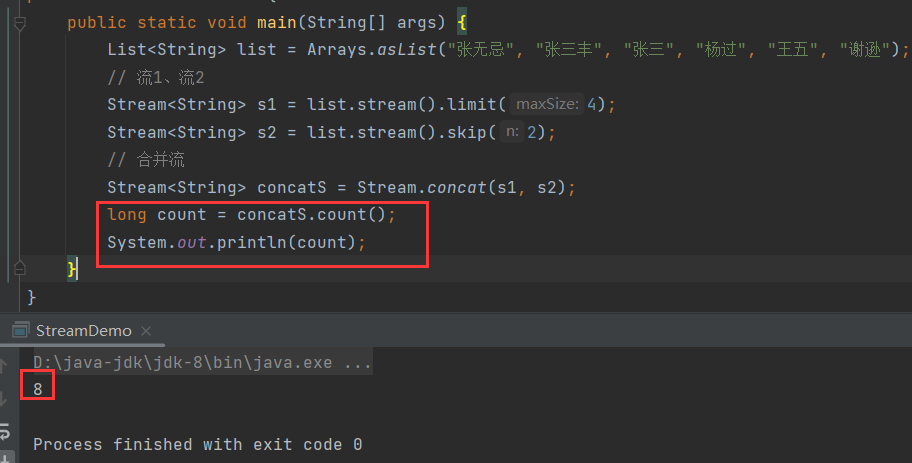 public static void main(String[] args) {
List<String> list = Arrays.asList("张无忌", "张三丰", "张三", "杨过", "王五", "谢逊");
// 流1、流2
Stream<String> s1 = list.stream().limit( maxSize: 4);
Stream<String> s2 = list.stream().skip( n: 2);
// 合并流
Stream<String> concatS = Stream.concat(s1, s2);
long count = concatS.count();
System.out.println(count);
}
}
StreamDemo ×
D:\java-jdk\jdk-8\bin\java.exe ...
8
Process finished with exit code 0